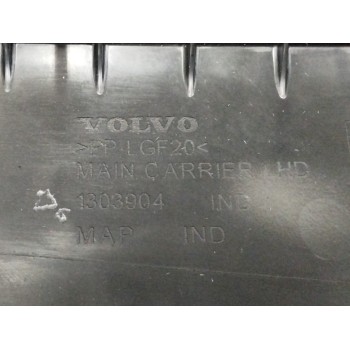 VOLVO
>PP-LGF20<
MAIN CARRIER LHD
1303904 IND
MAP IND